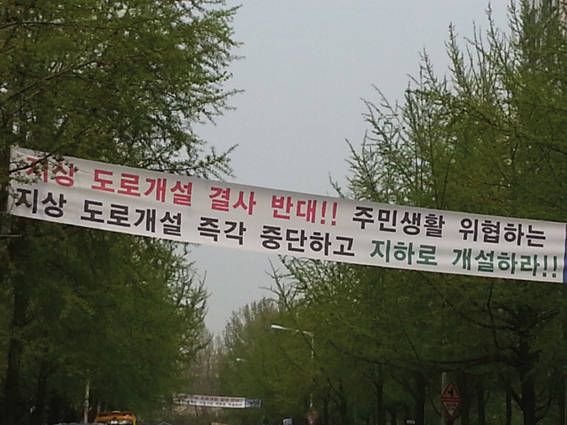 지상 도로개설 결사 반대!! 주민생활 위협하는
지상 도로개설 즉각 중단하고 지하로 개설하라!!